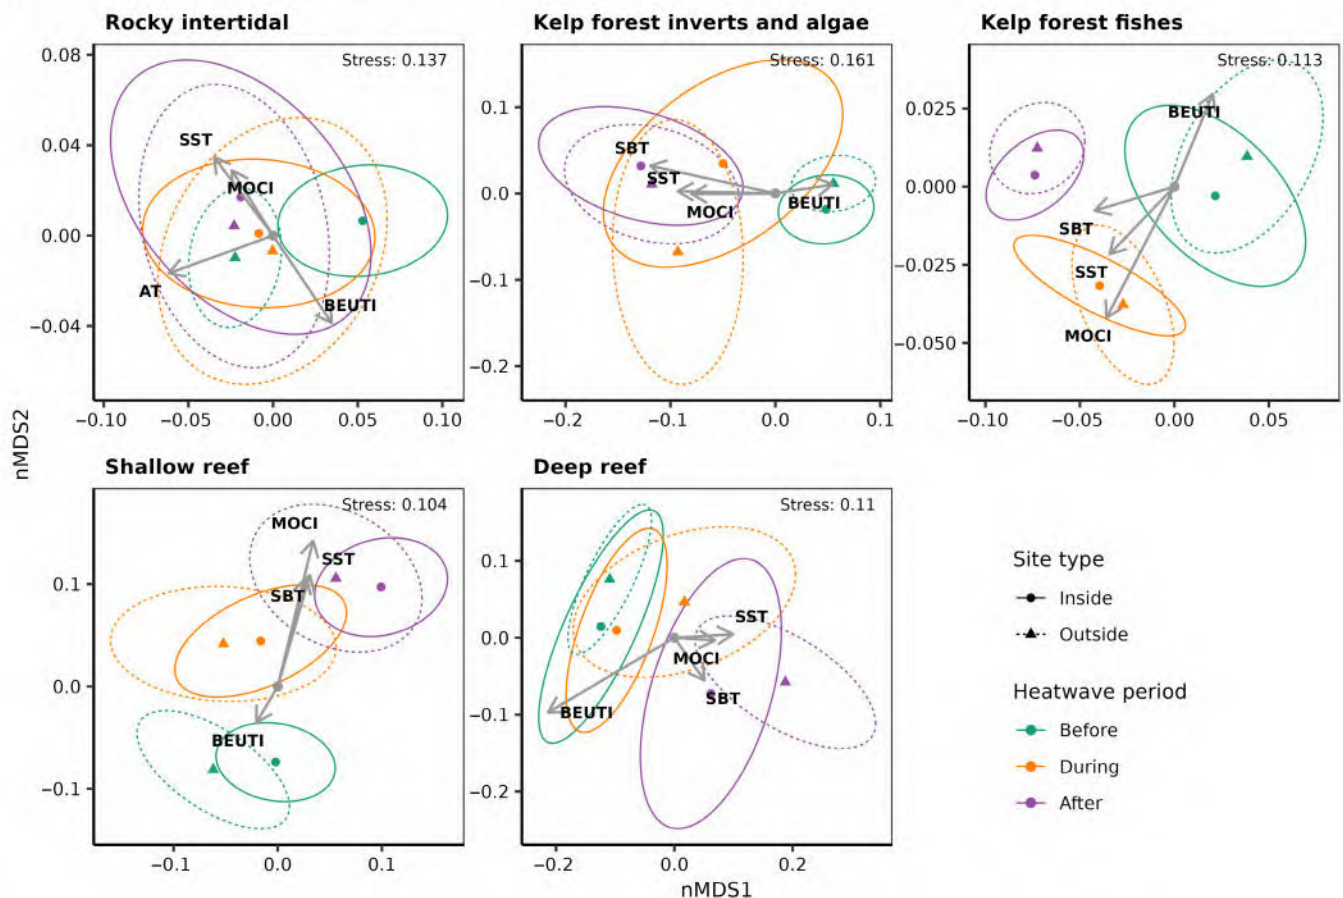 Rocky intertidal
Stress: 0.137
0.08
0.04
0.00
−0.04
SST
MOCI
AT
BEUTI
−0.10
−0.05
0.00
0.05
0.10
Kelp forest inverts and algae
Stress: 0.161
0.1
0.0
−0.1
−0.2
SBT
SST
MOCI
BEUTI
−0.2
−0.1
0.0
0.1
Kelp forest fishes
Stress: 0.113
0.025
0.000
−0.025
−0.050
BEUTI
SBT
SST
MOCI
−0.10
−0.05
0.00
0.05
nMDS2
Shallow reef
Stress: 0.104
0.1
0.0
−0.1
MOCI
SST
SBT
BEUTI
−0.1
0.0
0.1
Deep reef
Stress: 0.11
0.1
0.0
−0.1
−0.2
SST
MOCI
SBT
BEUTI
−0.2
0.0
0.2
nMDS1
Site type
Inside
Outside
Heatwave period
Before
During
After